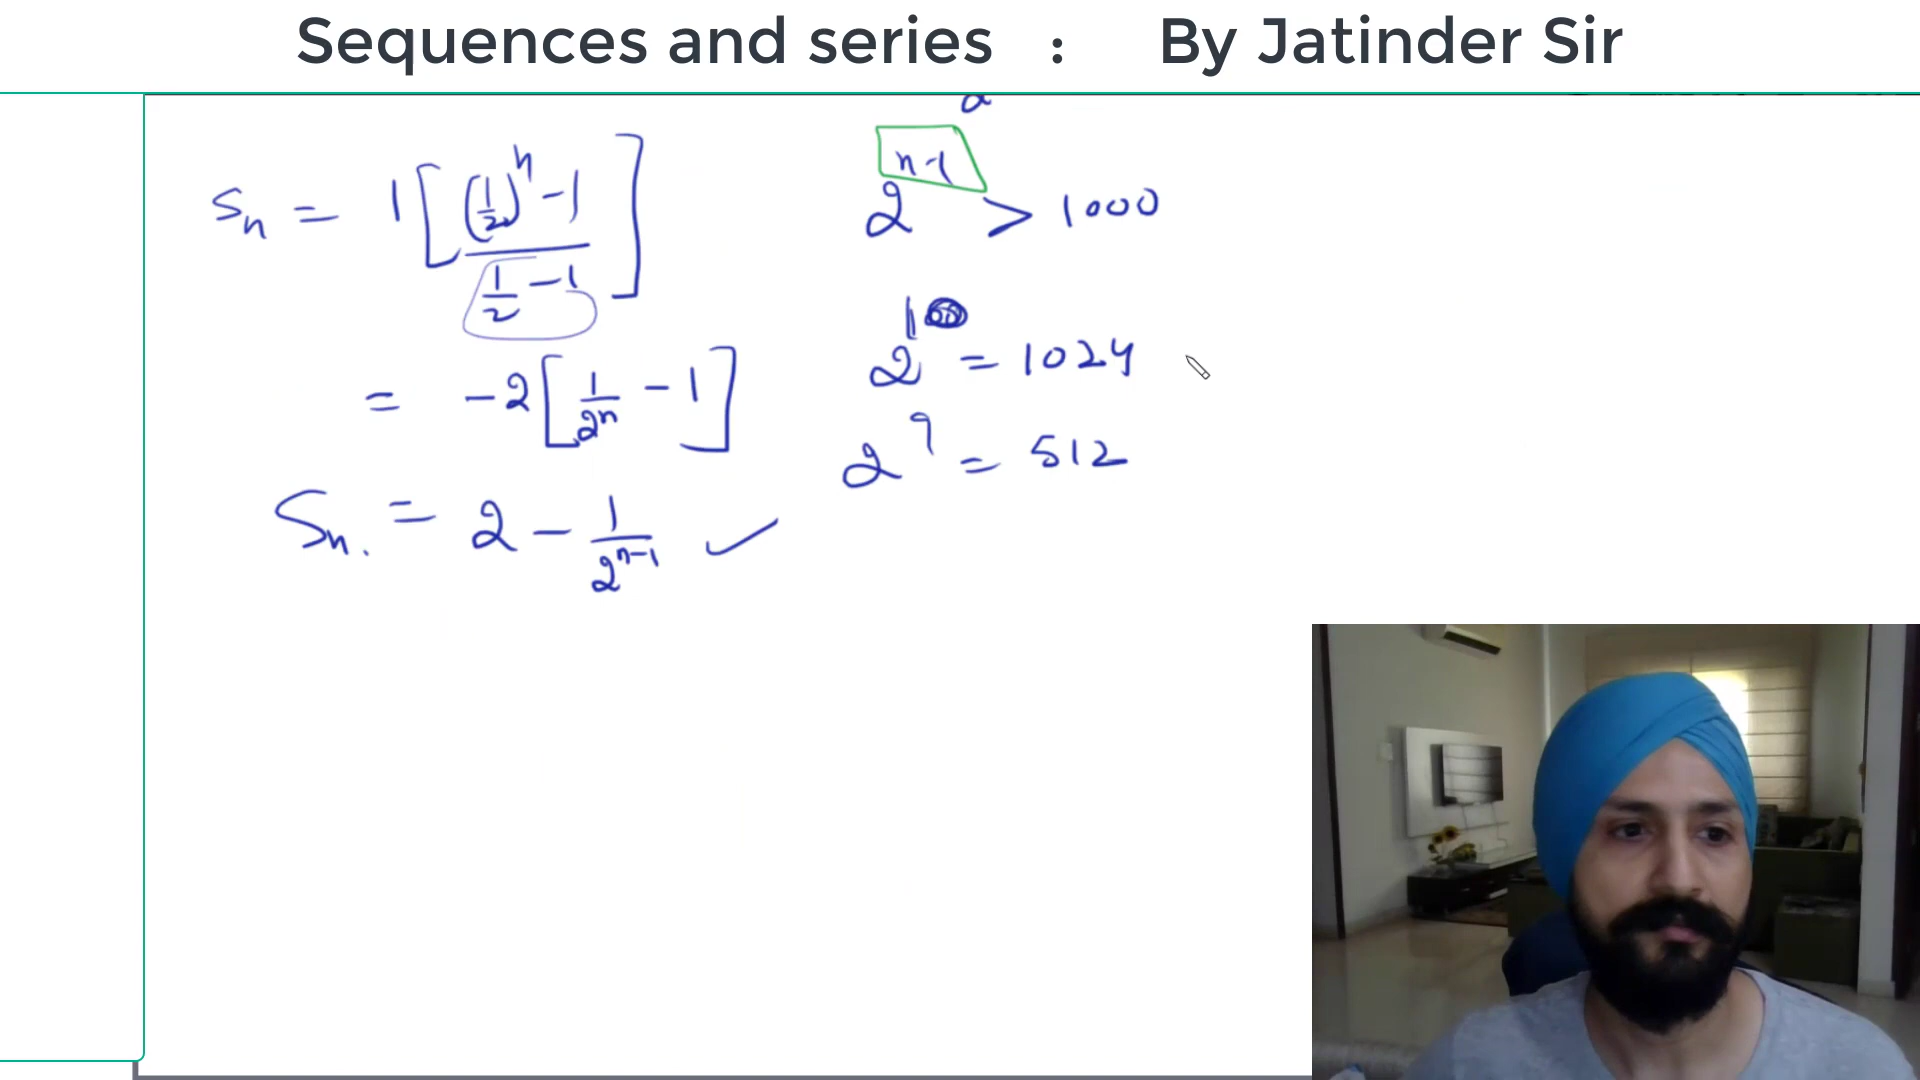 Sequences and series : By Jatinder Sir
Sn = 1[((1/2)^n - 1)/(1/2 - 1)]
= -2[1/2^n - 1]
Sn. = 2 - 1/2^(n-1) ✓
2^(n-1) > 1000
2^10 = 1024
2^9 = 512